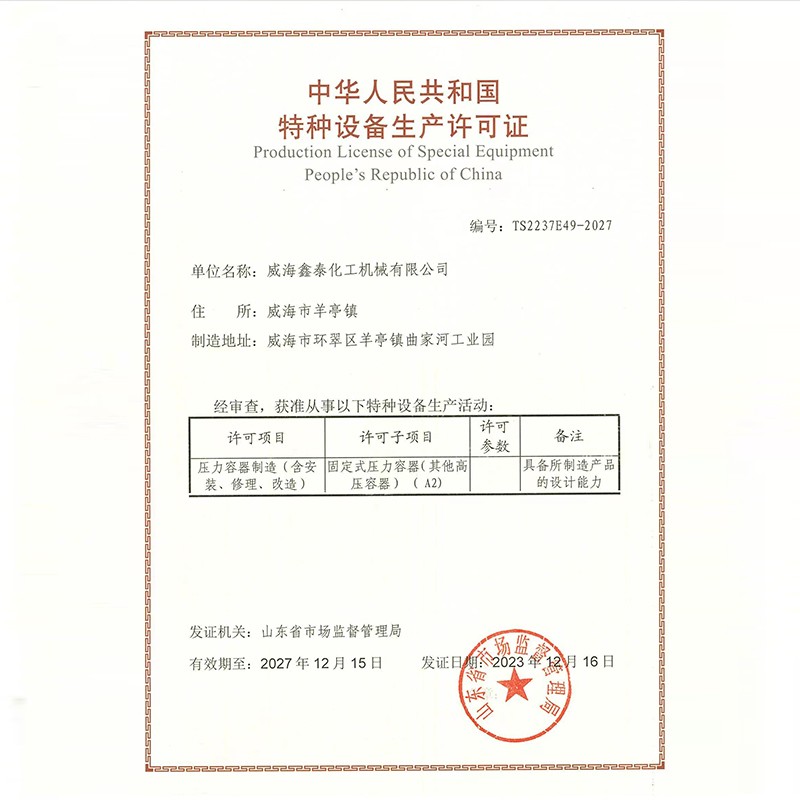 中华人民共和国
特种设备生产许可证
Production License of Special Equipment
People's Republic of China
编号：TS2237E49-2027
单位名称：威海鑫泰化工机械有限公司
住　　所：威海市羊亭镇
制造地址：威海市环翠区羊亭镇曲家河工业园
经审查，获准从事以下特种设备生产活动：
许可项目 许可子项目 许可参数 备注
压力容器制造（含安装、修理、改造） 固定式压力容器（其他高压容器）（A2） 具备所制造产品的设计能力
发证机关：山东省市场监督管理局
有效期至：2027 年 12 月 15 日 发证日期：2023 年 12 月 16 日
山东省市场监督管理局